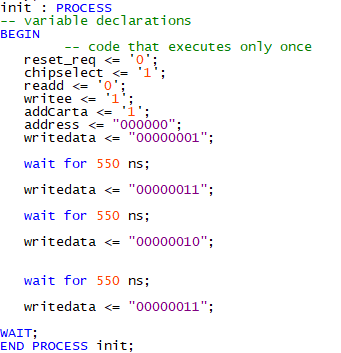 init : PROCESS
-- variable declarations
BEGIN
-- code that executes only once
reset_req <= '0';
chipselect <= '1';
readd <= '0';
writee <= '1';
addCarta <= '1';
address <= "000000";
writedata <= "00000001";
wait for 550 ns;
writedata <= "00000011";
wait for 550 ns;
writedata <= "00000010";
wait for 550 ns;
writedata <= "00000011";
WAIT;
END PROCESS init;